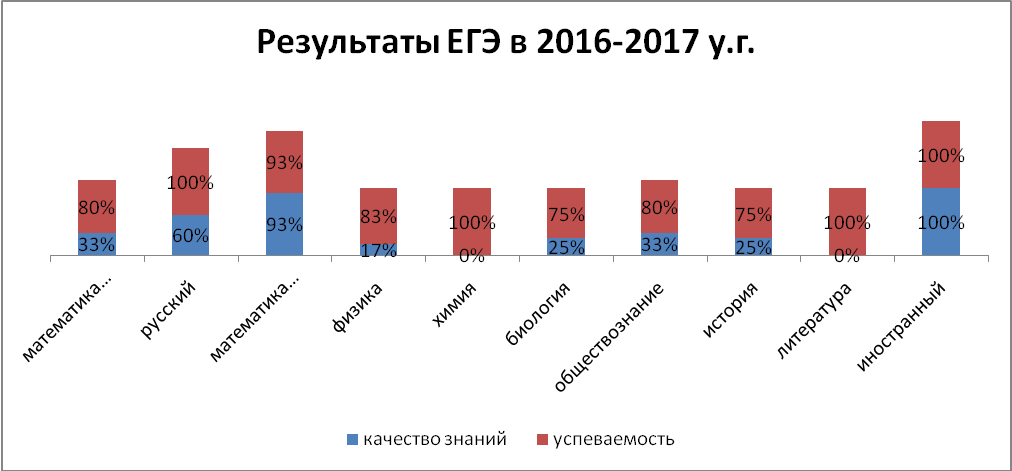 Результаты ЕГЭ в 2016-2017 у.г.
80% 100% 93% 83% 100% 75% 80% 75% 100% 100%
33% 60% 93% 17% 0% 25% 33% 25% 0% 100%
математика... русский математика... физика химия биология обществознание история литература иностранный
качество знаний успеваемость